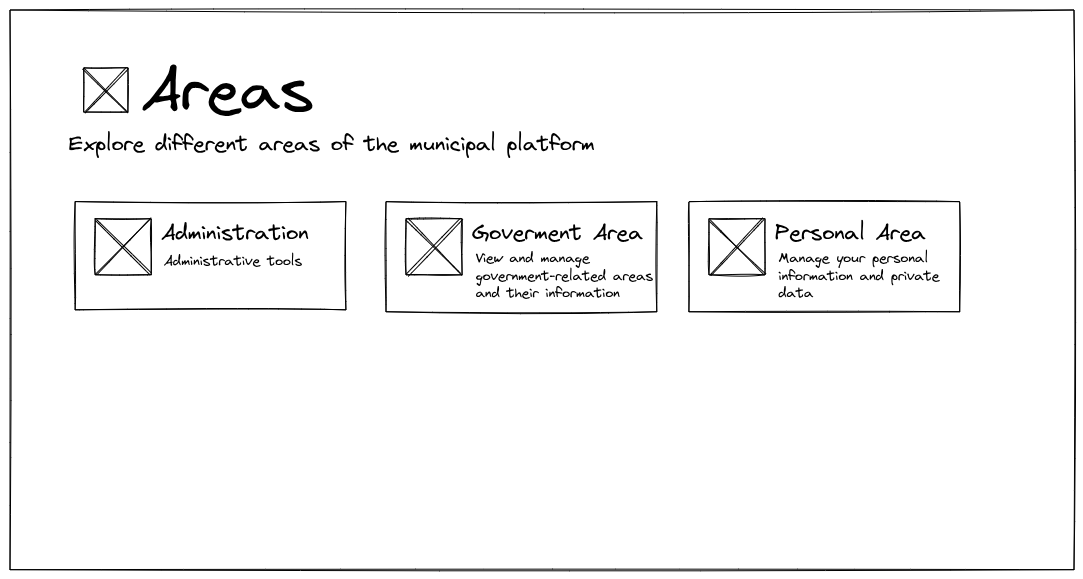 Areas
Explore different areas of the municipal platform
Administration
Administrative tools
Goverment Area
View and manage
government-related areas
and their information
Personal Area
Manage your personal
information and private
data